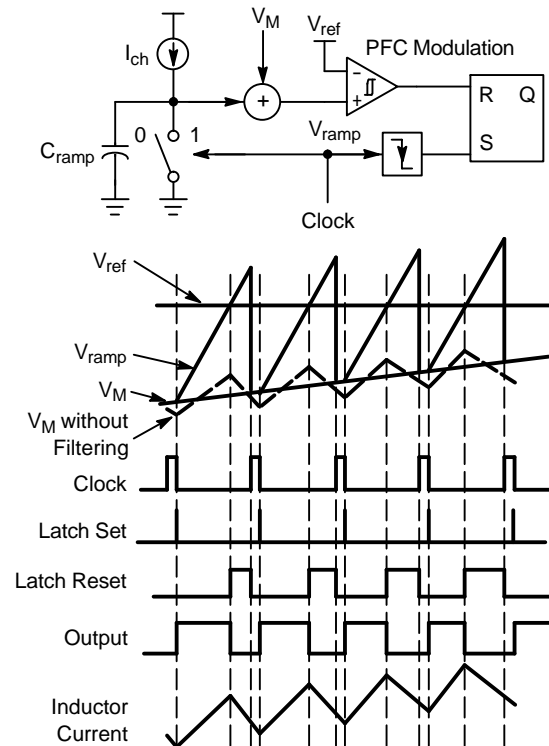 V_M
V_ref
PFC Modulation
I_ch
−
+
+
R Q
0 1
V_ramp
S
C_ramp
Clock
V_ref
V_ramp
V_M
V_M without
Filtering
Clock
Latch Set
Latch Reset
Output
Inductor
Current